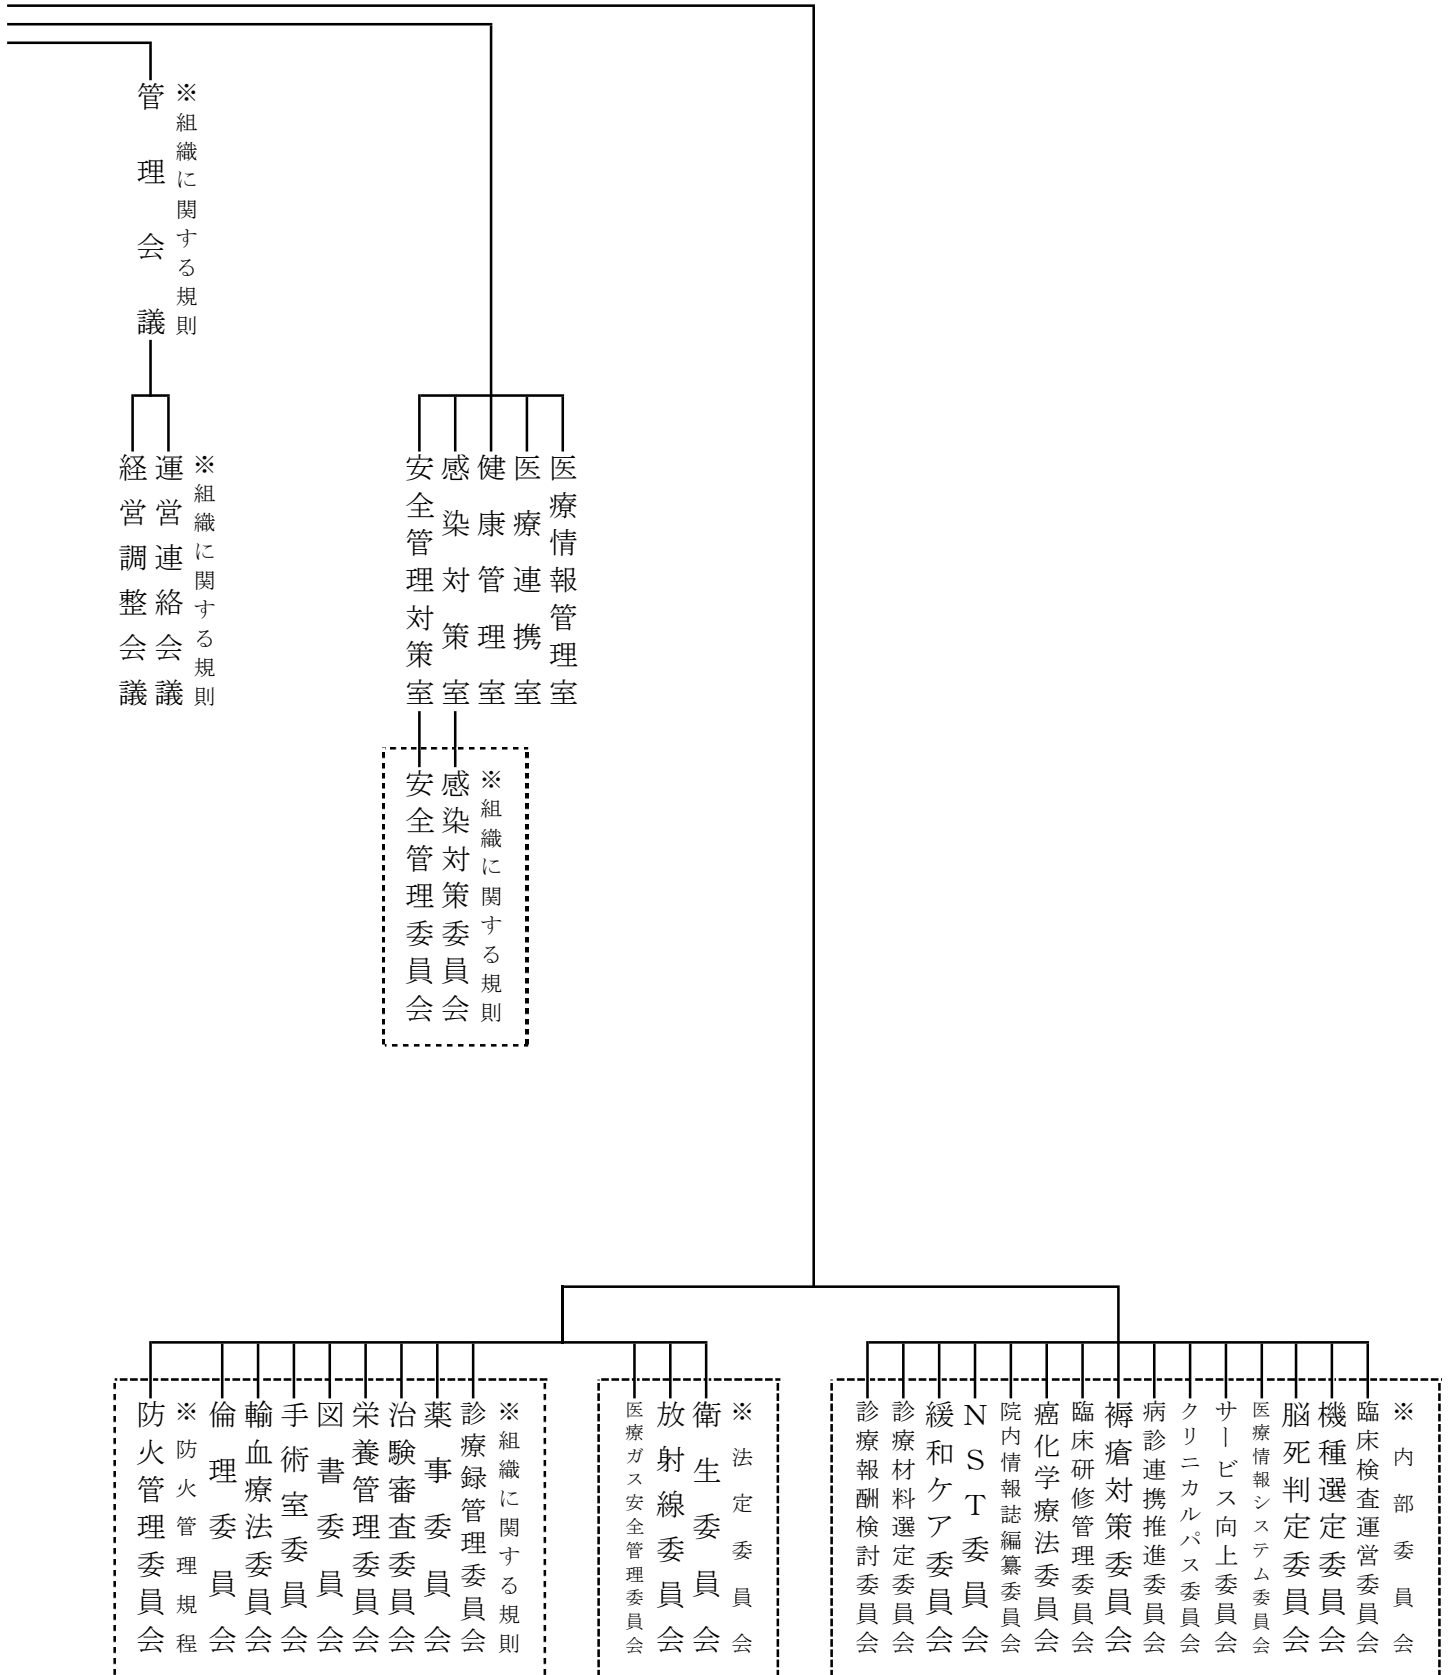 ※組織に関する規則
管理会議
※組織に関する規則
運営連絡会議
経営調整会議
医療情報管理室
医療連携室
健康管理室
感染対策室
安全管理対策室
※組織に関する規則
感染対策委員会
安全管理委員会
※内部委員会
臨床検査運営委員会
機種選定委員会
脳死判定委員会
医療情報システム委員会
サービス向上委員会
クリニカルパス委員会
病診連携推進委員会
褥瘡対策委員会
臨床研修管理委員会
癌化学療法委員会
院内情報誌編纂委員会
NST委員会
緩和ケア委員会
診療材料選定委員会
診療報酬検討委員会
※法定委員会
衛生委員会
放射線委員会
医療ガス安全管理委員会
※組織に関する規則
診療録管理委員会
薬事委員会
治験審査委員会
栄養管理委員会
図書委員会
手術室委員会
輸血療法委員会
倫理委員会
※防火管理規程
防火管理委員会